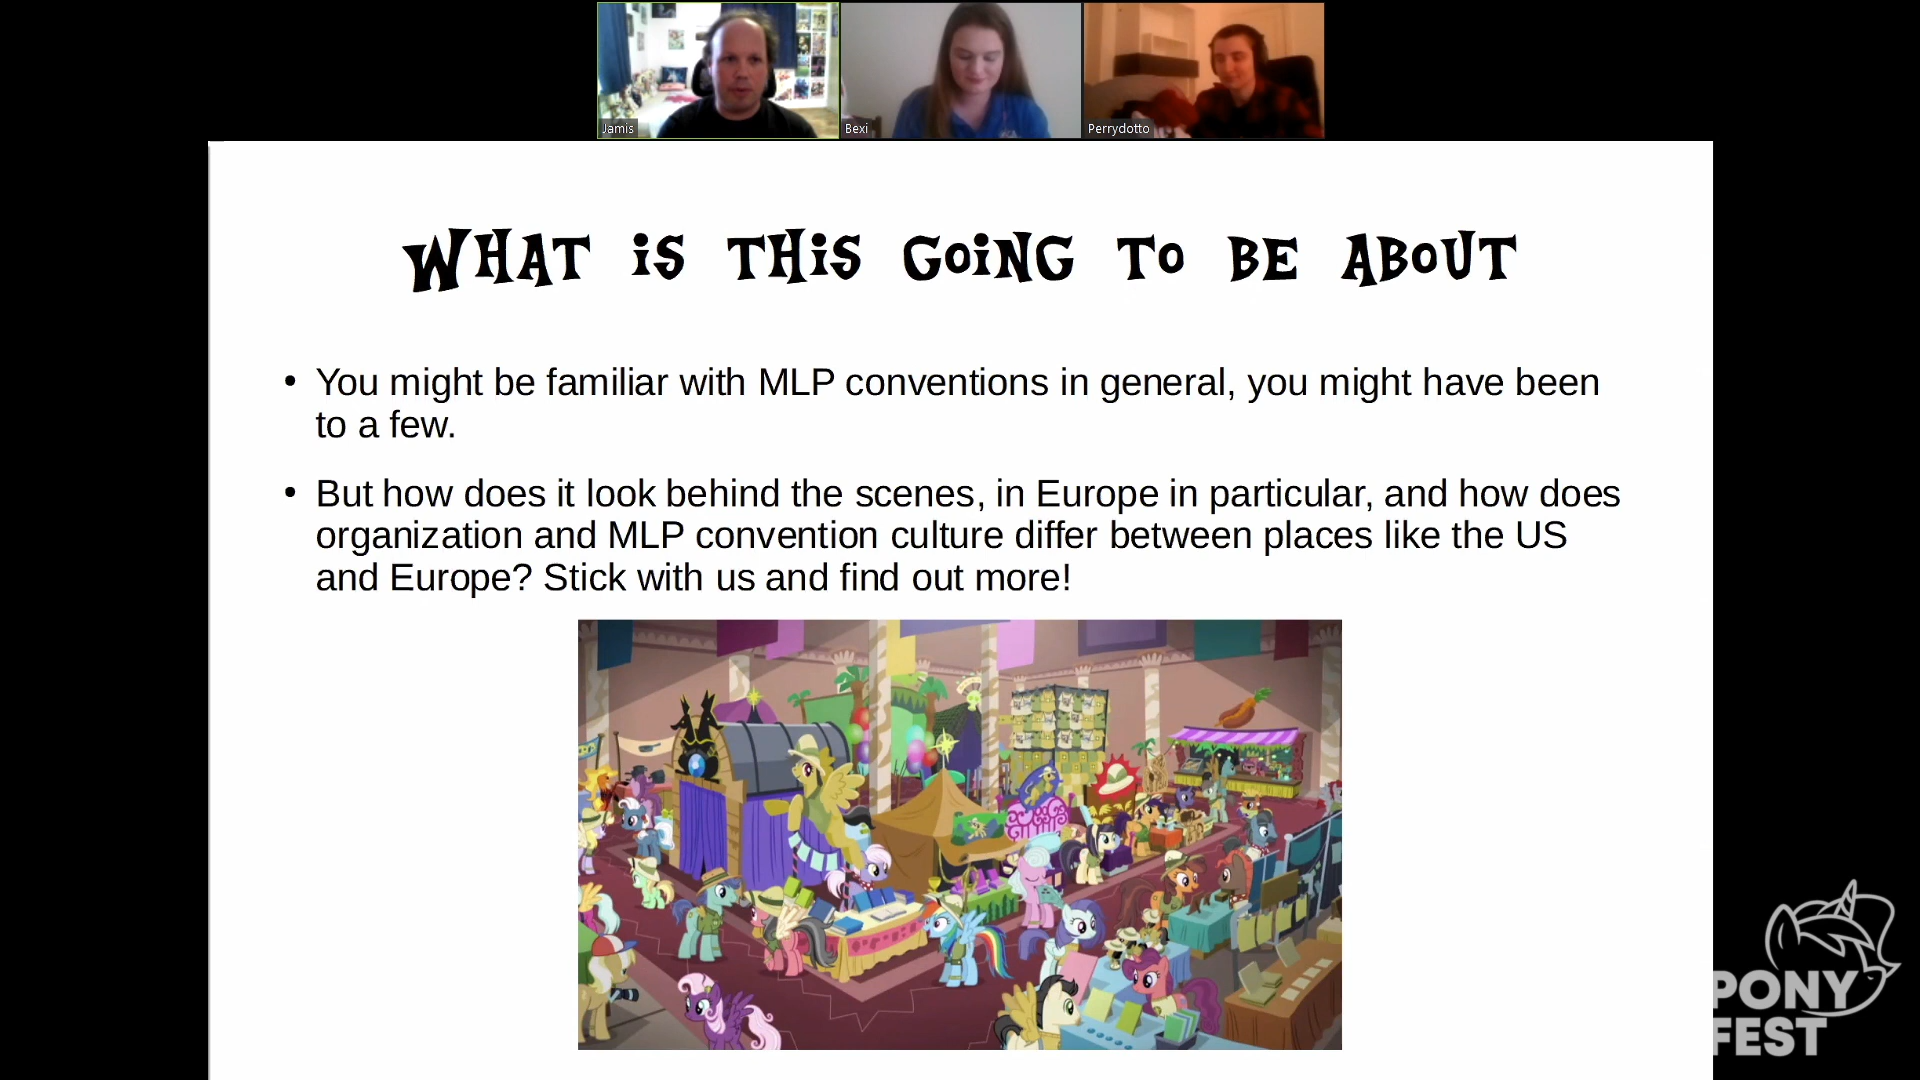 Jamis
Bexi
Perrydotto
WHAT iS THiS GoiNG To BE ABoUT
• You might be familiar with MLP conventions in general, you might have been
to a few.
• But how does it look behind the scenes, in Europe in particular, and how does
organization and MLP convention culture differ between places like the US
and Europe? Stick with us and find out more!
PONY
FEST